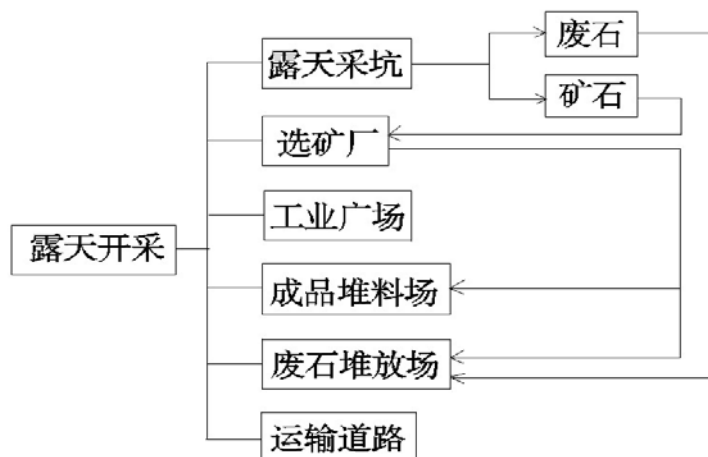 废石
露天采坑
矿石
选矿厂
工业广场
露天开采
成品堆料场
废石堆放场
运输道路